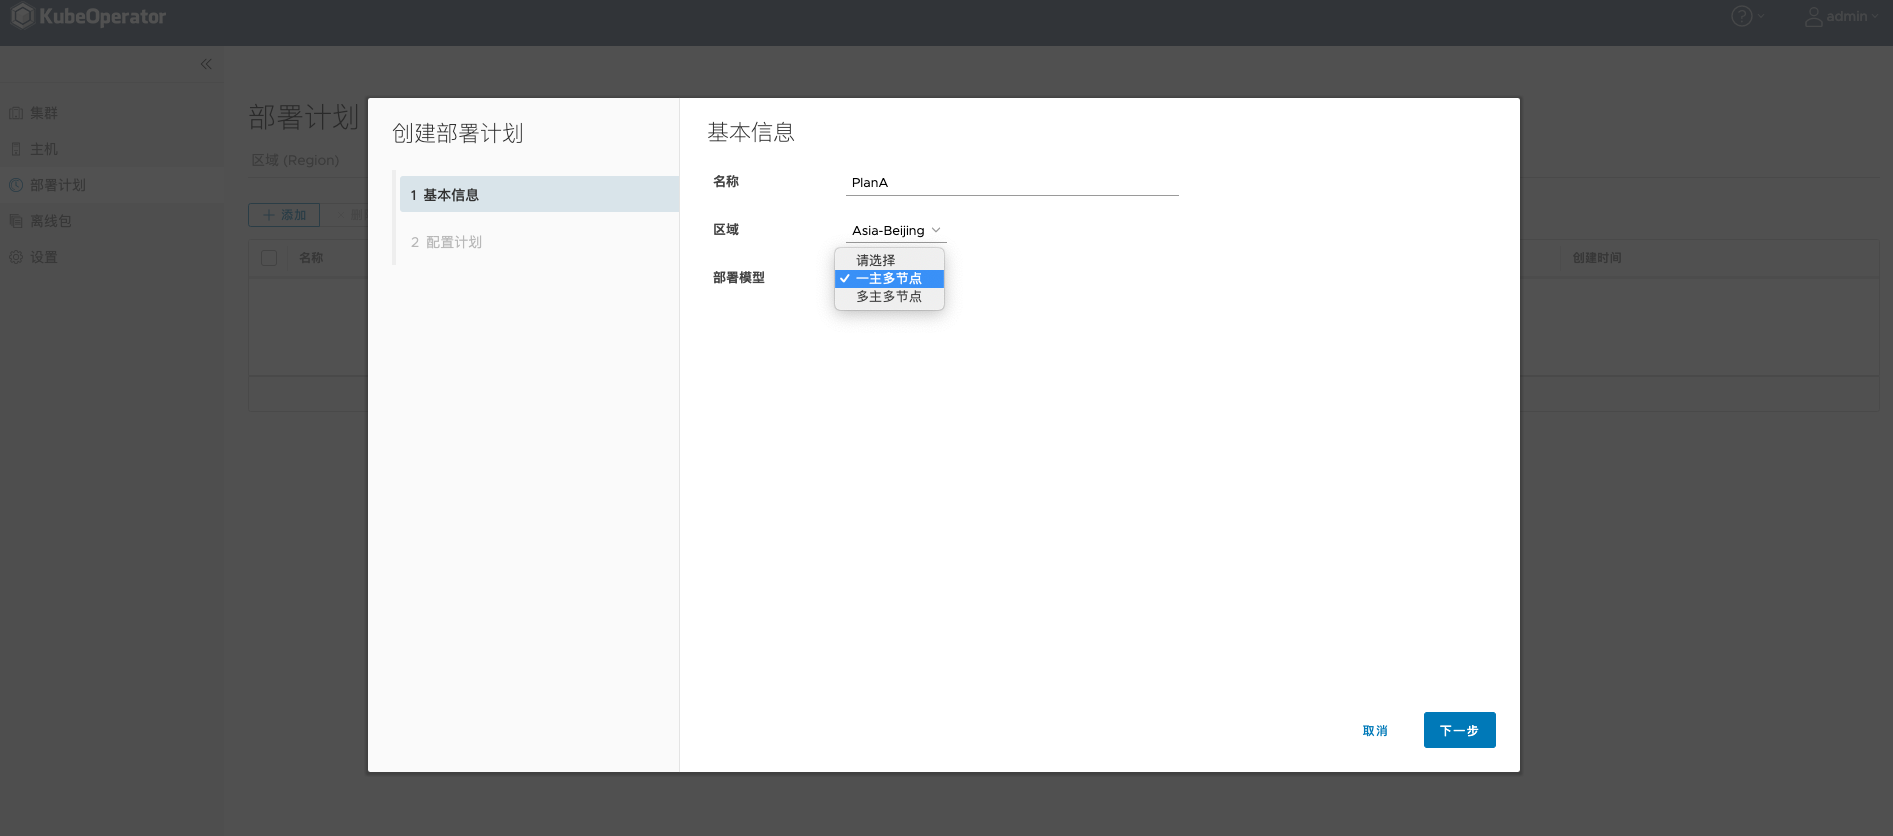 KubeOperator
admin
集群
主机
部署计划
离线包
设置
部署计划
区域 (Region)
添加
名称
创建时间
创建部署计划
1 基本信息
2 配置计划
基本信息
名称 PlanA
区域 Asia-Beijing
部署模型
请选择
一主多节点
多主多节点
取消
下一步